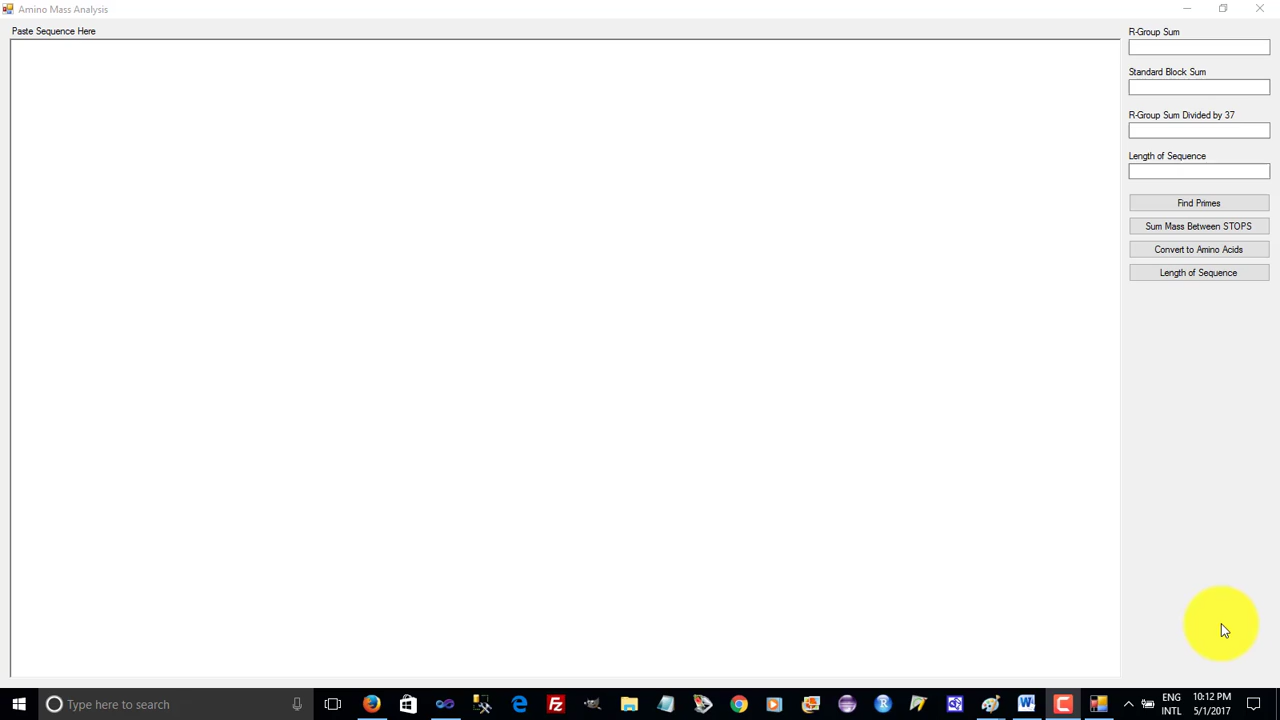 Amino Mass Analysis
Paste Sequence Here
R-Group Sum
Standard Block Sum
R-Group Sum Divided by 37
Length of Sequence
Find Primes
Sum Mass Between STOPS
Convert to Amino Acids
Length of Sequence
Type here to search
ENG
INTL
10:12 PM
5/1/2017